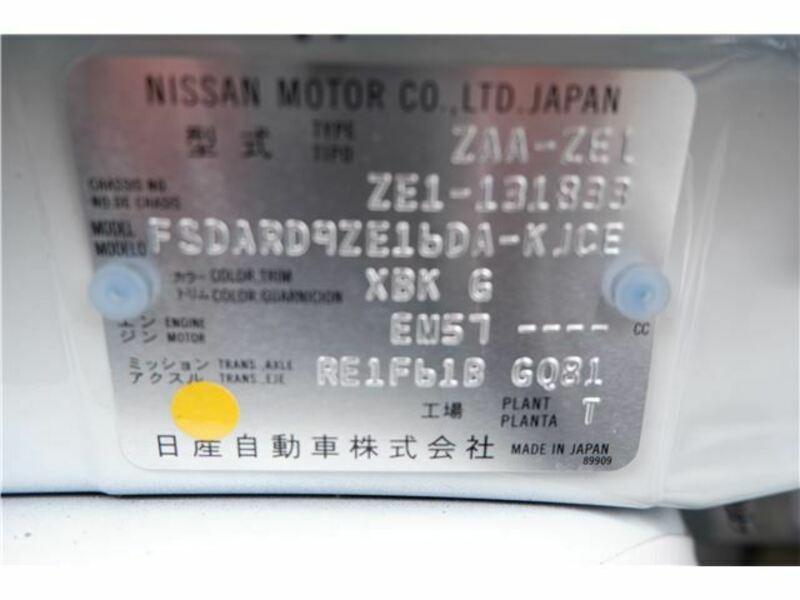 NISSAN MOTOR CO.,LTD.JAPAN
型式 TYPE TIPO ZAA-ZE1
CHASSIS NO. NO.DE CHASIS ZE1-131833
MODEL MODELO FSDARD9ZE16DA-KJCE
カラー COLOR,TRIM トリム COLOR,GUARNICION XBK G
エンジン ENGINE MOTOR EM57 ---- CC
ミッション TRANS.,AXLE アクスル TRANS.,EJE RE1F61B GQ81
工場 PLANT PLANTA T
日産自動車株式会社 MADE IN JAPAN
89909